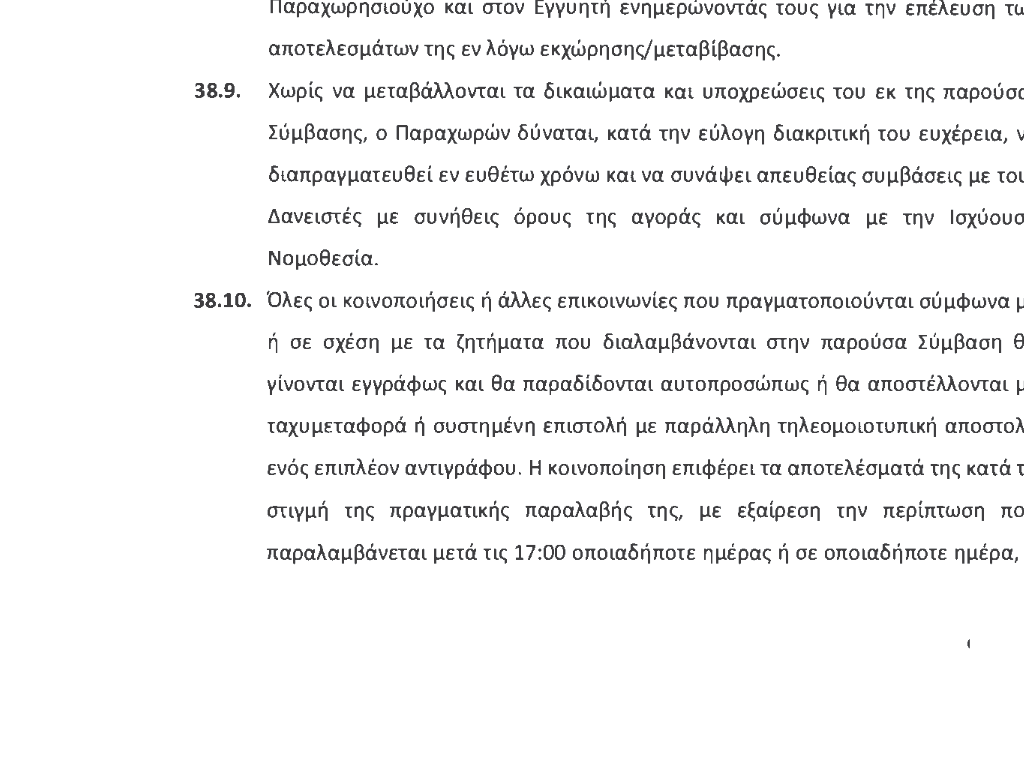 Παραχωρησιούχο και στον Εγγυητή ενημερώνοντάς τους για την επέλευση τω
αποτελεσμάτων της εν λόγω εκχώρησης/μεταβίβασης.
38.9. Χωρίς να μεταβάλλονται τα δικαιώματα και υποχρεώσεις του εκ της παρούσα
Σύμβασης, ο Παραχωρών δύναται, κατά την εύλογη διακριτική του ευχέρεια, ν
διαπραγματευθεί εν ευθέτω χρόνω και να συνάψει απευθείας συμβάσεις με του
Δανειστές με συνήθεις όρους της αγοράς και σύμφωνα με την Ισχύουσ
Νομοθεσία.
38.10. Όλες οι κοινοποιήσεις ή άλλες επικοινωνίες που πραγματοποιούνται σύμφωνα μ
ή σε σχέση με τα ζητήματα που διαλαμβάνονται στην παρούσα Σύμβαση θ
γίνονται εγγράφως και θα παραδίδονται αυτοπροσώπως ή θα αποστέλλονται μ
ταχυμεταφορά ή συστημένη επιστολή με παράλληλη τηλεομοιοτυπική αποστολ
ενός επιπλέον αντιγράφου. Η κοινοποίηση επιφέρει τα αποτελέσματά της κατά τ
στιγμή της πραγματικής παραλαβής της, με εξαίρεση την περίπτωση πο
παραλαμβάνεται μετά τις 17:00 οποιαδήποτε ημέρας ή σε οποιαδήποτε ημέρα,